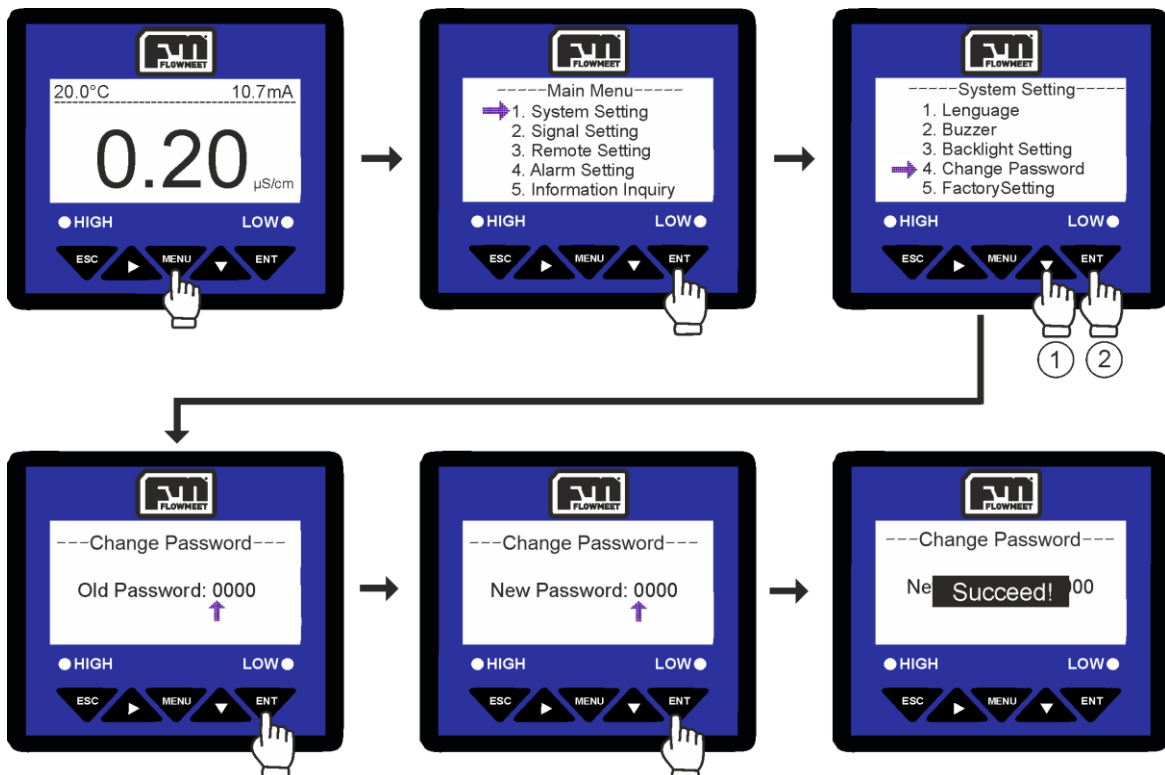 FLOWMEET
20.0°C 10.7mA
0.20 µS/cm
HIGH LOW
ESC MENU ENT
FLOWMEET
-----Main Menu-----
1. System Setting
2. Signal Setting
3. Remote Setting
4. Alarm Setting
5. Information Inquiry
HIGH LOW
ESC MENU ENT
FLOWMEET
-----System Setting-----
1. Lenguage
2. Buzzer
3. Backlight Setting
4. Change Password
5. FactorySetting
HIGH LOW
ESC MENU ENT
1 2
FLOWMEET
---Change Password---
Old Password: 0000
HIGH LOW
ESC MENU ENT
FLOWMEET
---Change Password---
New Password: 0000
HIGH LOW
ESC MENU ENT
FLOWMEET
---Change Password---
Ne Succeed! 00
HIGH LOW
ESC MENU ENT